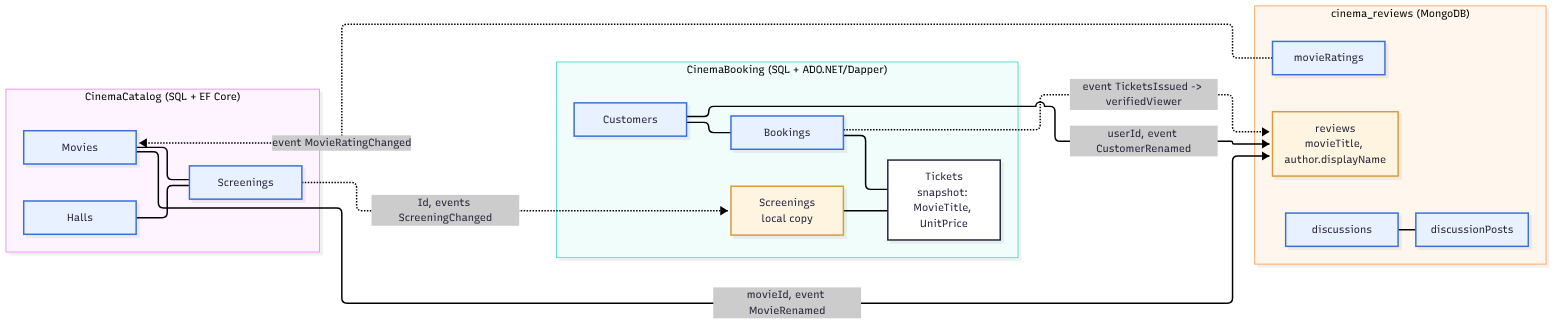 cinema_reviews (MongoDB)
movieRatings
CinemaBooking (SQL + ADO.NET/Dapper)
CinemaCatalog (SQL + EF Core)
event TicketsIssued ->
verifiedViewer
Customers
Bookings
reviews
movieTitle,
author.displayName
event MovieRatingChanged
userId, event
CustomerRenamed
Movies
Screenings
Halls
Id, events
ScreeningChanged
Screenings
local copy
Tickets
snapshot:
MovieTitle,
UnitPrice
discussions
discussionPosts
movieId, event
MovieRenamed